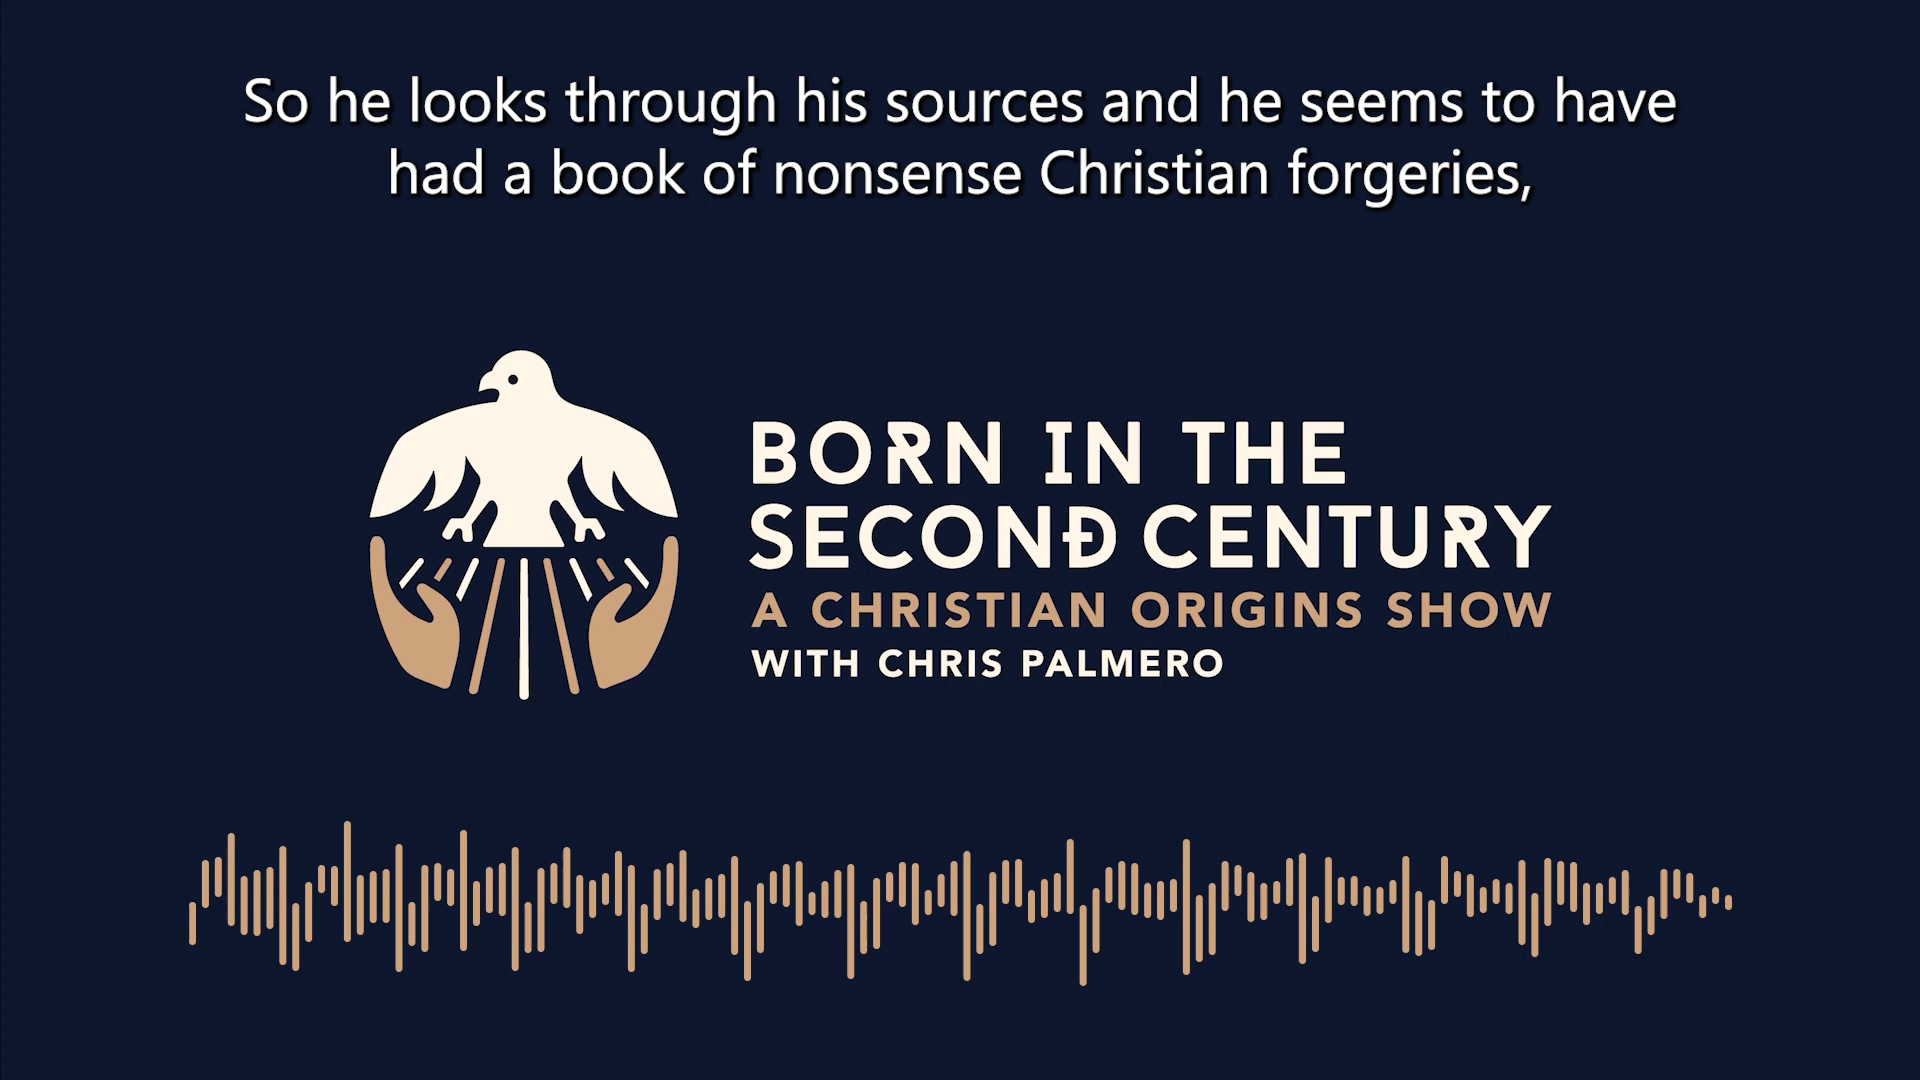 So he looks through his sources and he seems to have
had a book of nonsense Christian forgeries,
BORN IN THE
SECOND CENTURY
A CHRISTIAN ORIGINS SHOW
WITH CHRIS PALMERO